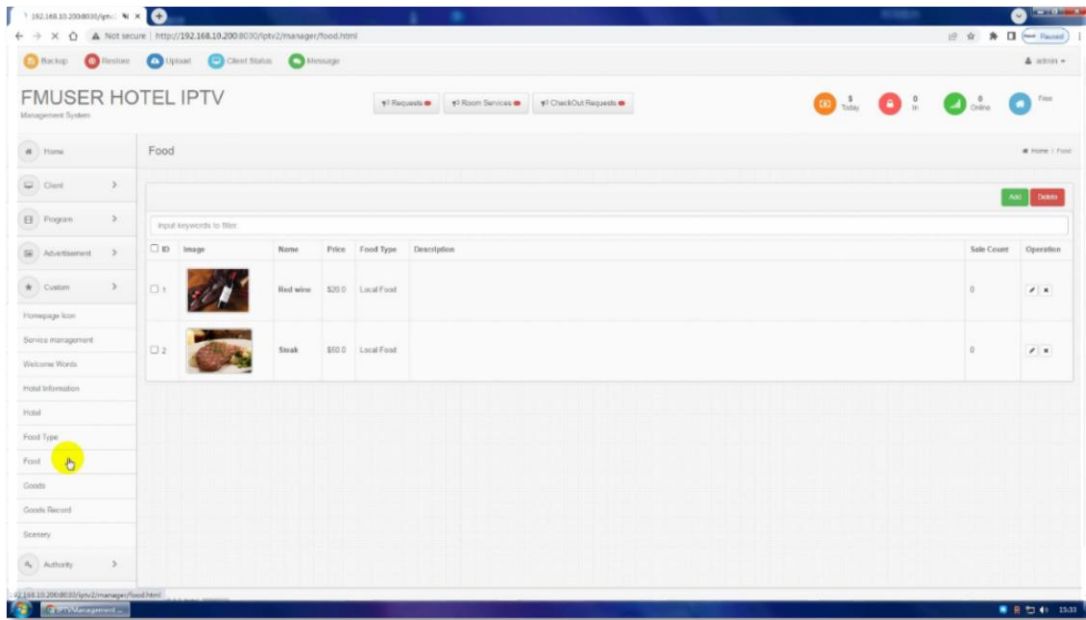 192.168.10.200:8030/iptv2
Not secure | http://192.168.10.200:8030/iptv2/manager/food.html
Paused
Backup Restore Upload Client Status Message
admin
FMUSER HOTEL IPTV
Management System
Requests Room Services CheckOut Requests
$
Today
0
In
0
Online
Free
Home
Food
Home Food
Client
Add Delete
Program
Input keywords to filter.
Advertisement
ID Image Name Price Food Type Description Sale Count Operation
Custom
1 Red wine $20.0 Local Food 0
Homepage Icon
Service management
2 Steak $60.0 Local Food 0
Welcome Words
Hotel Information
Hotel
Food Type
Food
Goods
Goods Record
Scenery
Authority
192.168.10.200:8030/iptv2/manager/food.html
IPTVManagement ...
15:33